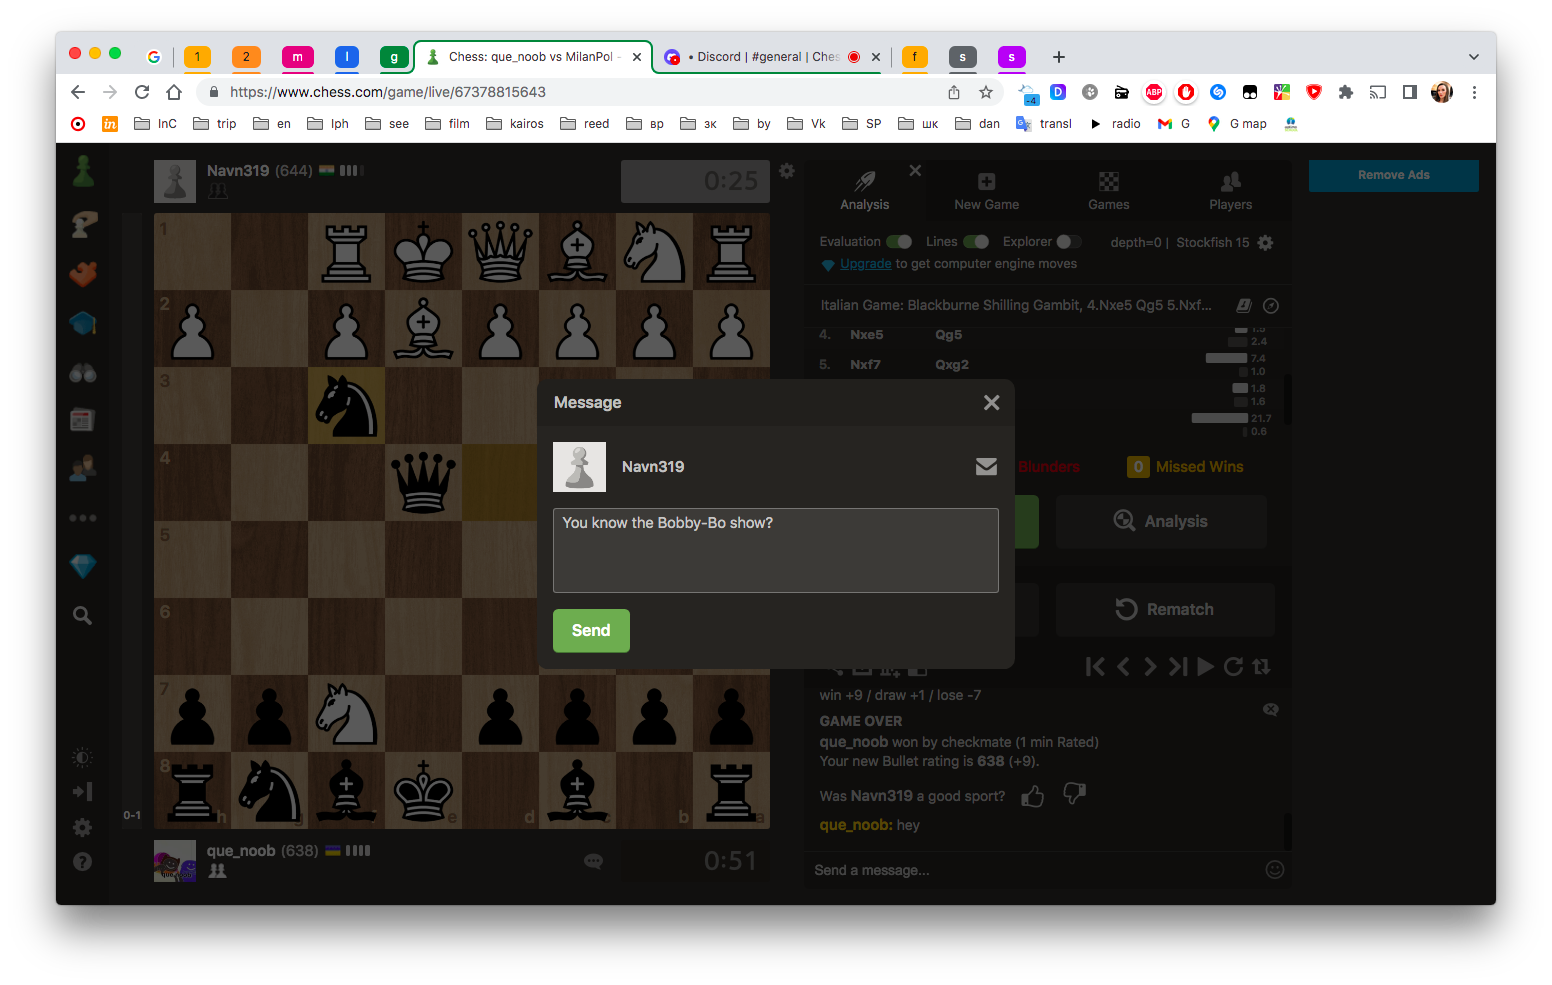 1
2
m
l
g
Chess: que_noob vs MilanPol -
• Discord | #general | Ches
f
s
s
https://www.chess.com/game/live/67378815643
-4
D
ABP
in
InC
trip
en
lph
see
film
kairos
reed
вр
зк
by
Vk
SP
шк
dan
transl
radio
G
G map
Navn319 (644)
0:25
1
2
3
4
5
6
7
8
h
g
f
e
d
c
b
a
0-1
que_noob (638)
0:51
Analysis
New Game
Games
Players
Evaluation
Lines
Explorer
depth=0 | Stockfish 15
Upgrade to get computer engine moves
Italian Game: Blackburne Shilling Gambit, 4.Nxe5 Qg5 5.Nxf...
4. Nxe5 Qg5
1.5
2.4
5. Nxf7 Qxg2
7.4
1.0
1.8
1.6
21.7
0.6
Blunders
0 Missed Wins
Analysis
Rematch
Message
Navn319
You know the Bobby-Bo show?
Send
win +9 / draw +1 / lose -7
GAME OVER
que_noob won by checkmate (1 min Rated)
Your new Bullet rating is 638 (+9).
Was Navn319 a good sport?
que_noob: hey
Send a message...
Remove Ads